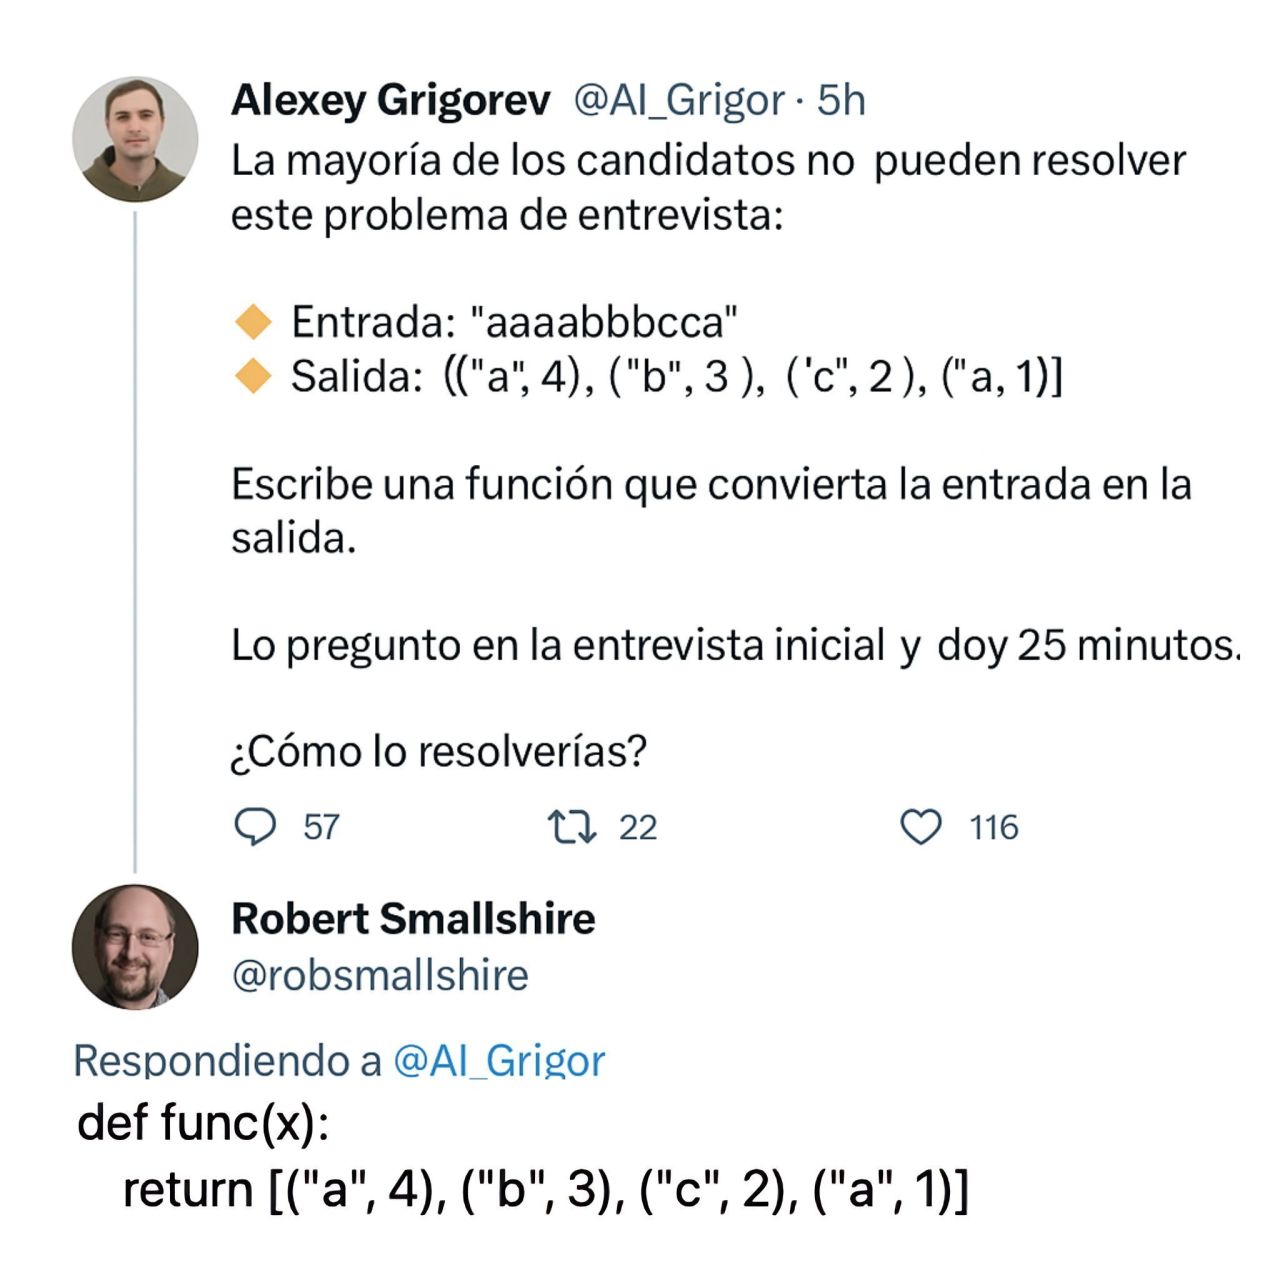 Alexey Grigorev @AI_Grigor · 5h
La mayoría de los candidatos no pueden resolver
este problema de entrevista:
🔸 Entrada: "aaaabbbcca"
🔸 Salida: (("a", 4), ("b", 3 ), ('c", 2 ), ("a, 1)]
Escribe una función que convierta la entrada en la
salida.
Lo pregunto en la entrevista inicial y doy 25 minutos.
¿Cómo lo resolverías?
57 22 116
Robert Smallshire
@robsmallshire
Respondiendo a @AI_Grigor
def func(x):
return [("a", 4), ("b", 3), ("c", 2), ("a", 1)]